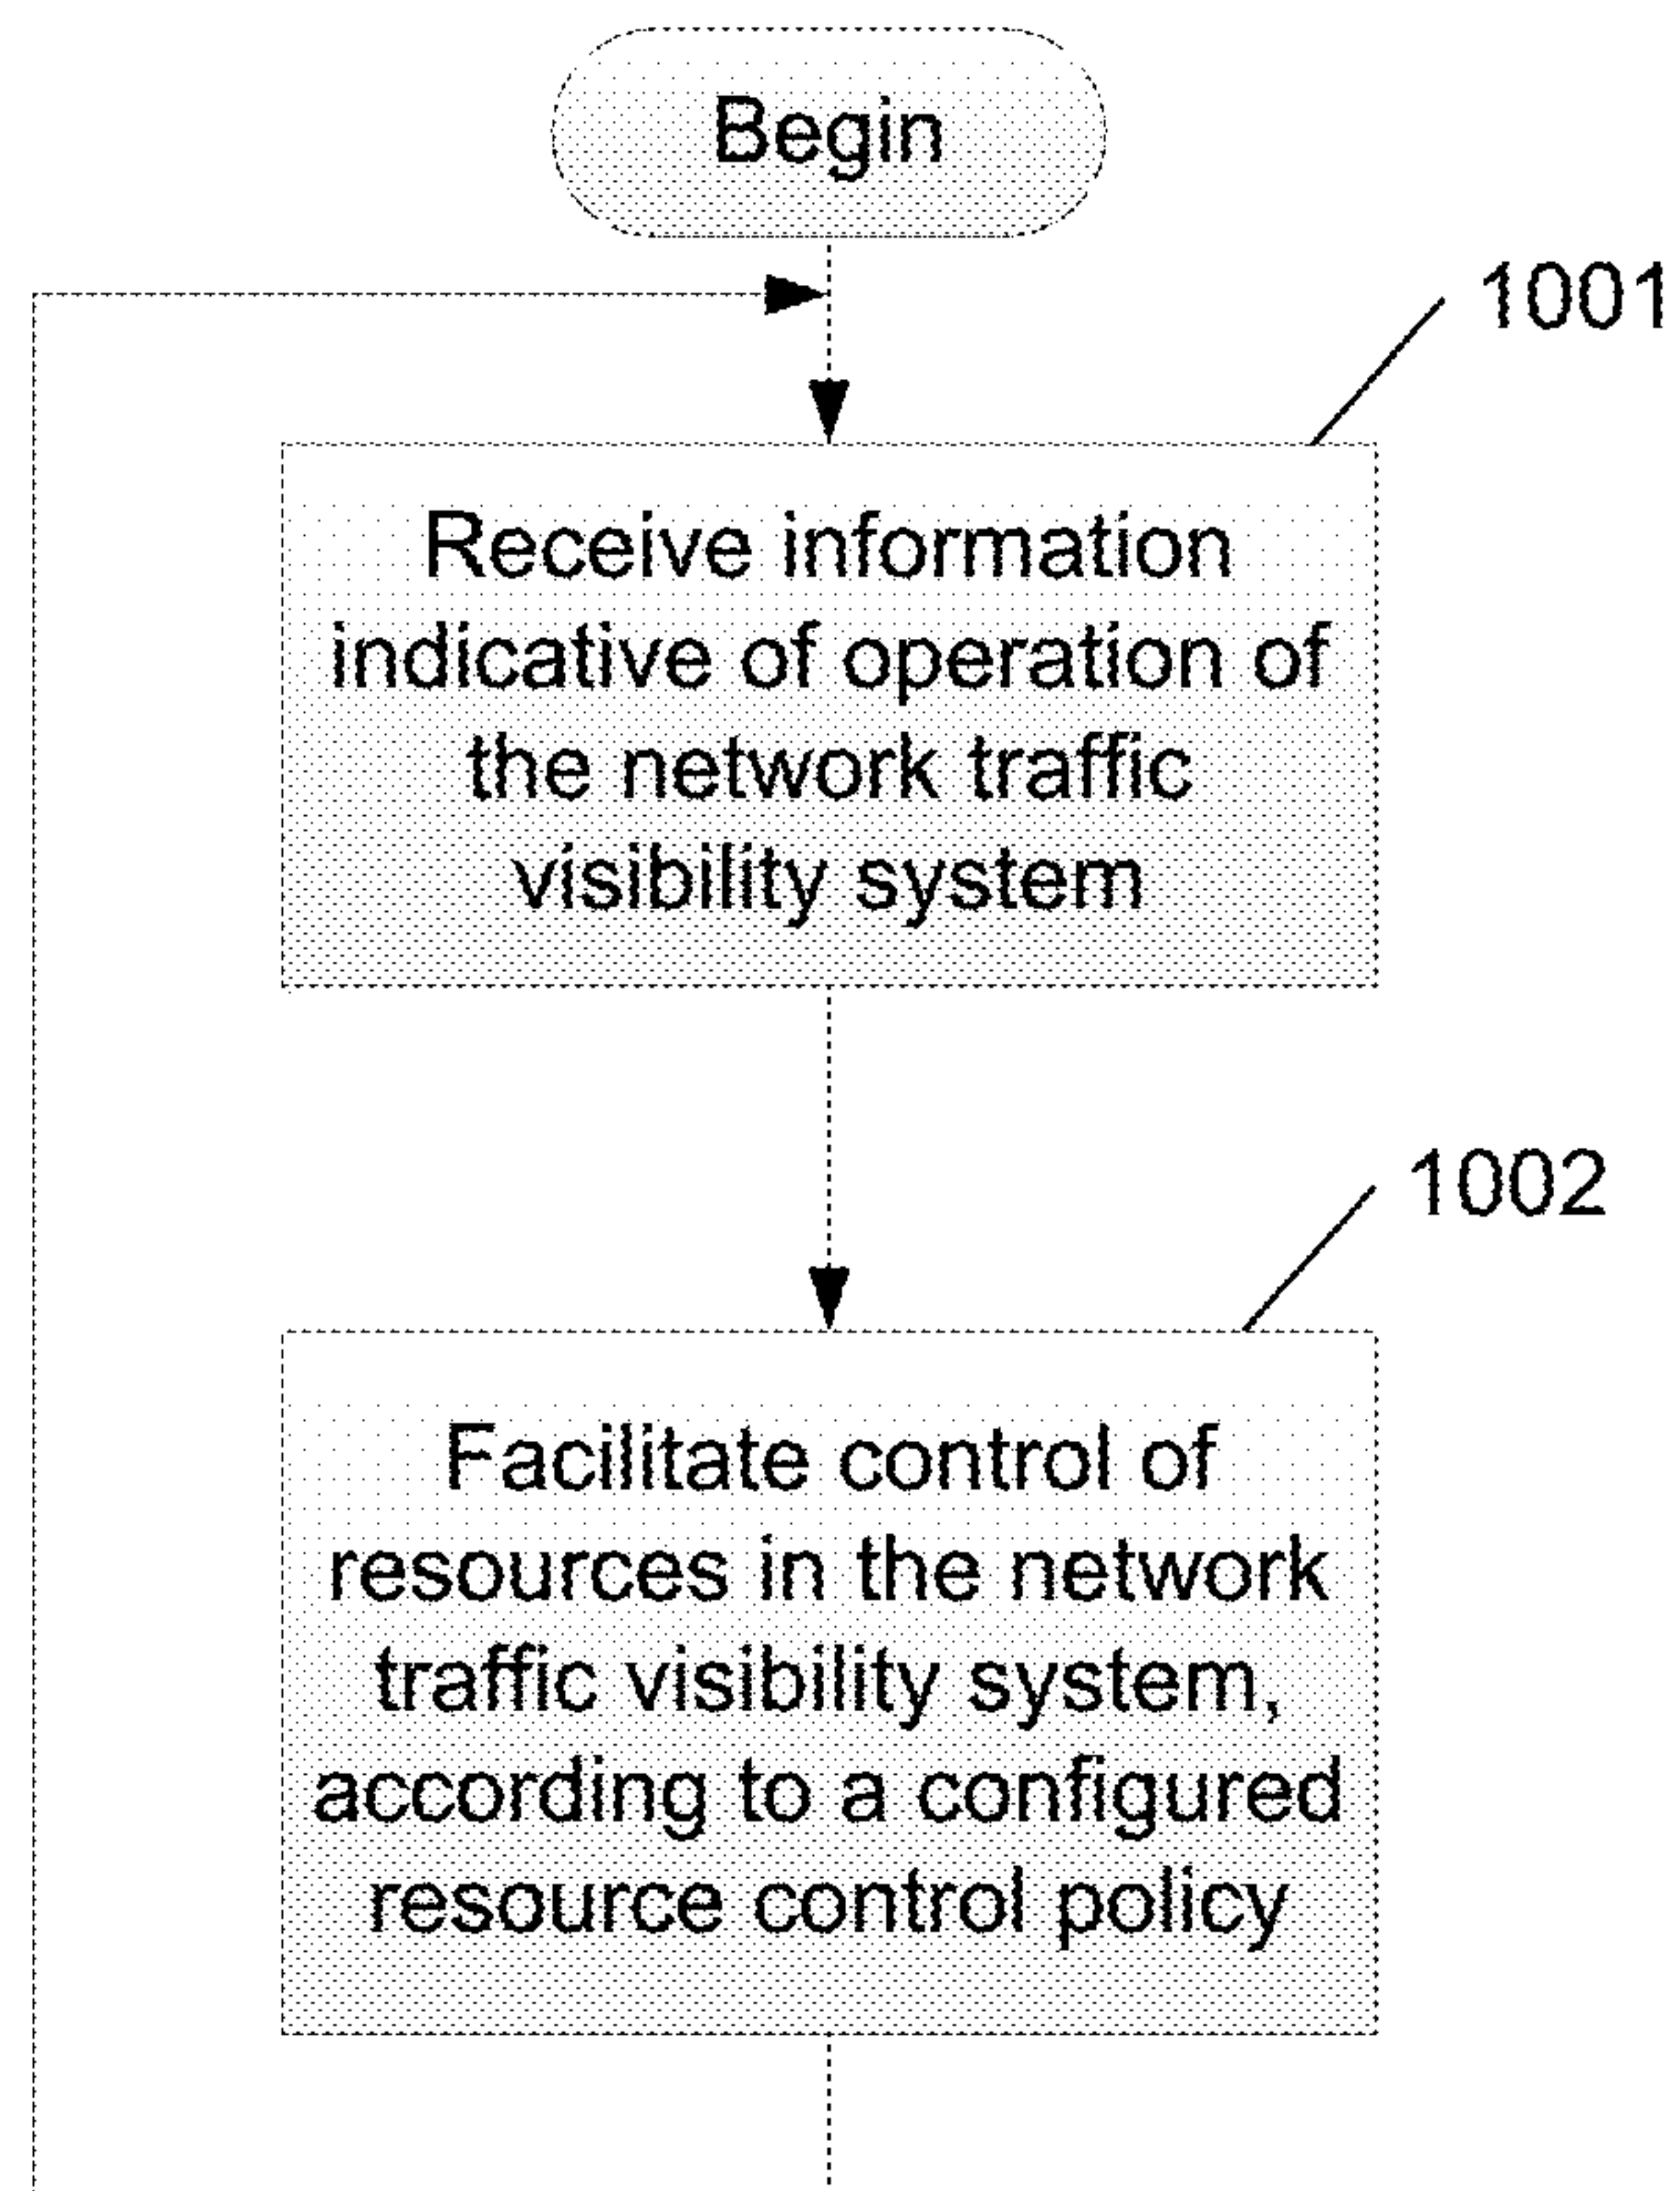 Begin
1001
Receive information
indicative of operation of
the network traffic
visibility system
1002
Facilitate control of
resources in the network
traffic visibility system,
according to a configured
resource control policy